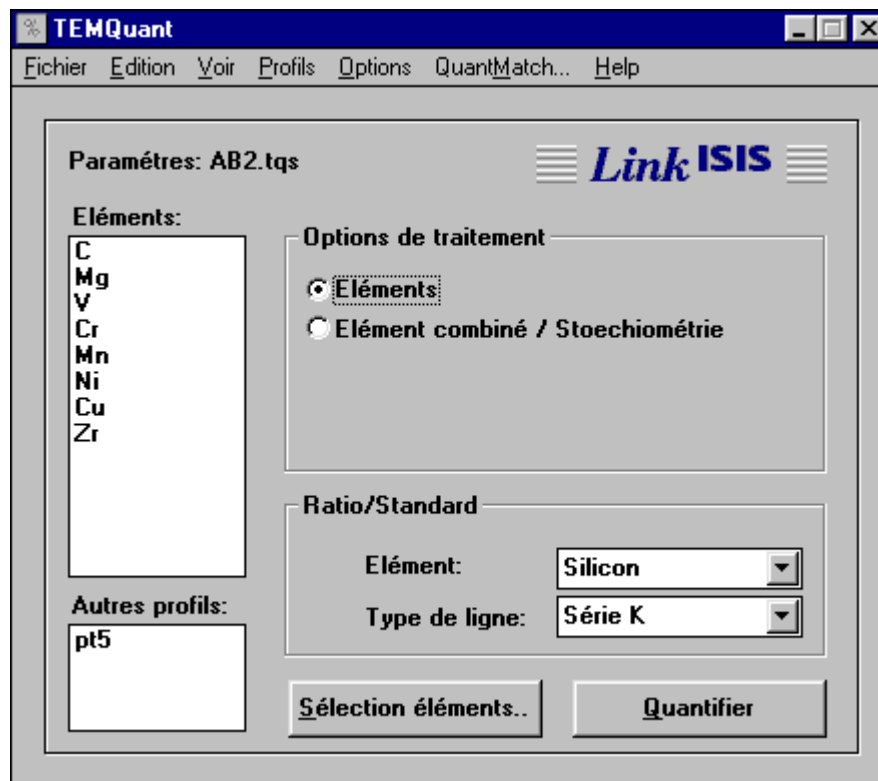 TEMQuant
Fichier Edition Voir Profils Options QuantMatch... Help
Paramétres: AB2.tqs
Link ISIS
Eléments:
C
Mg
V
Cr
Mn
Ni
Cu
Zr
Options de traitement
Eléments
Elément combiné / Stoechiométrie
Ratio/Standard
Elément: Silicon
Type de ligne: Série K
Autres profils:
pt5
Sélection éléments..
Quantifier